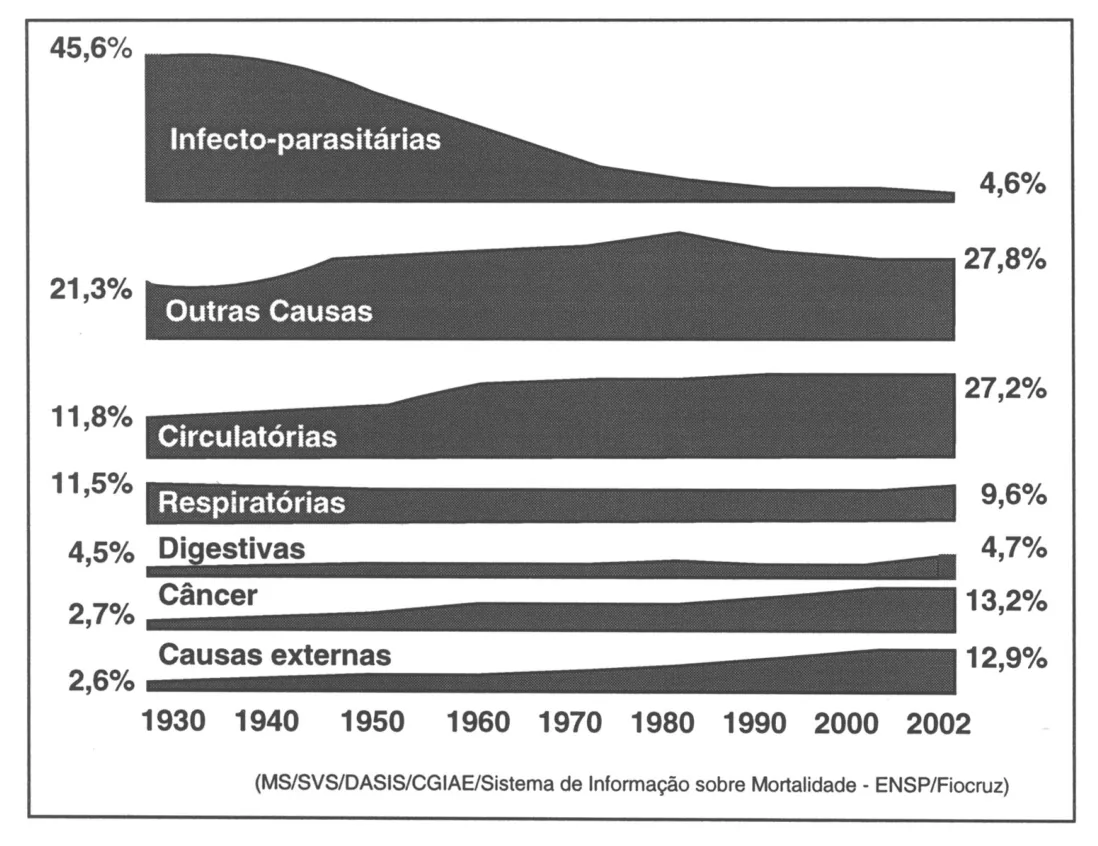 45,6%
Infecto-parasitárias
4,6%
21,3%
Outras Causas
27,8%
11,8%
Circulatórias
27,2%
11,5%
Respiratórias
9,6%
4,5%
Digestivas
4,7%
2,7%
Câncer
13,2%
2,6%
Causas externas
12,9%
1930 1940 1950 1960 1970 1980 1990 2000 2002
(MS/SVS/DASIS/CGIAE/Sistema de Informação sobre Mortalidade - ENSP/Fiocruz)